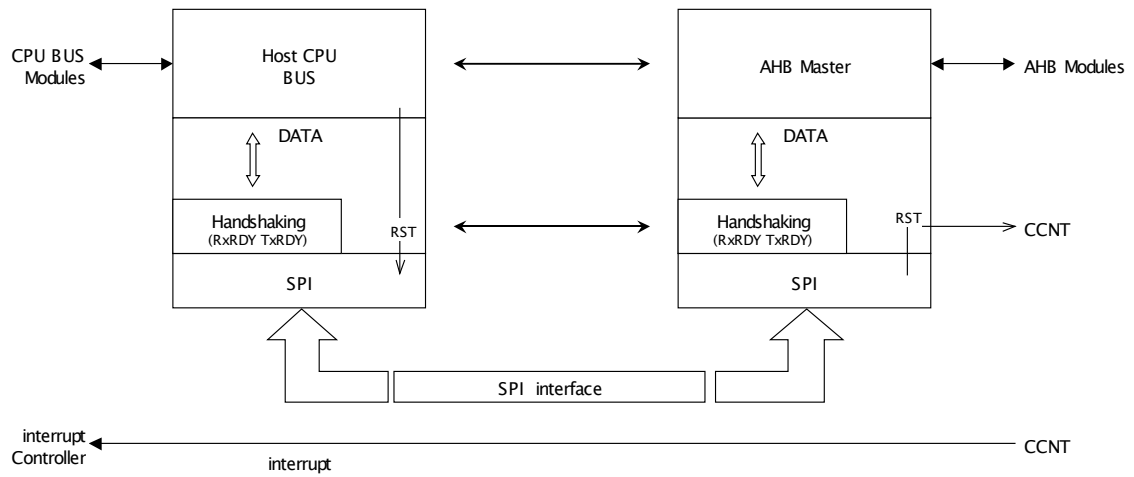 CPU BUS
Modules
Host CPU
BUS
AHB Master
AHB Modules
DATA
DATA
Handshaking
(RxRDY TxRDY)
RST
Handshaking
(RxRDY TxRDY)
RST
CCNT
SPI
SPI
SPI interface
interrupt
Controller
interrupt
CCNT